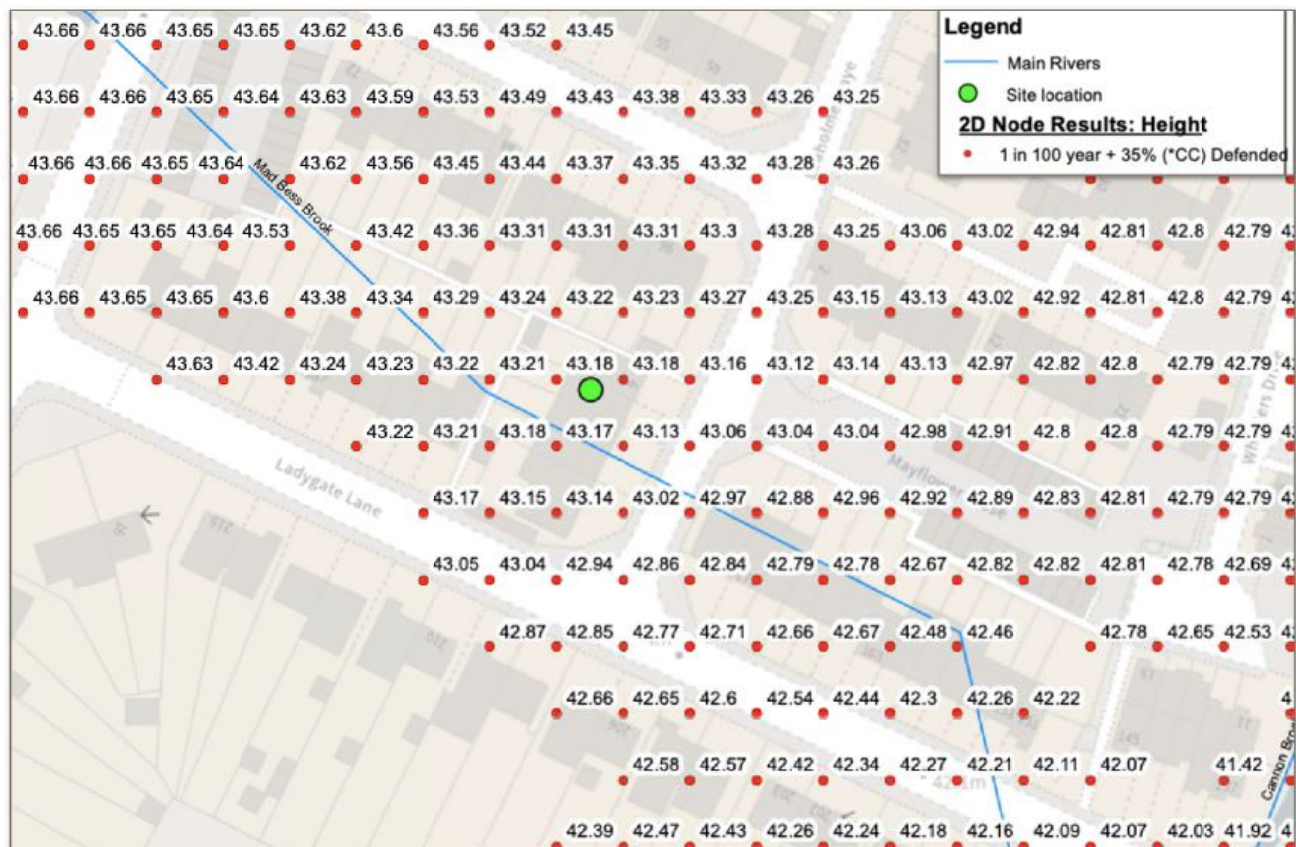 43.66 43.66 43.65 43.65 43.62 43.6 43.56 43.52 43.45
Legend
Main Rivers
Site location
2D Node Results: Height
1 in 100 year + 35% (*CC) Defended
43.66 43.66 43.65 43.64 43.63 43.59 43.53 43.49 43.43 43.38 43.33 43.26 43.25
43.66 43.66 43.65 43.64 43.62 43.56 43.45 43.44 43.37 43.35 43.32 43.28 43.26
Mad Bess Brook
43.66 43.65 43.65 43.64 43.53 43.42 43.36 43.31 43.31 43.31 43.3 43.28 43.25 43.06 43.02 42.94 42.81 42.8 42.79
43.66 43.65 43.65 43.6 43.38 43.34 43.29 43.24 43.22 43.23 43.27 43.25 43.15 43.13 43.02 42.92 42.81 42.8 42.79
43.63 43.42 43.24 43.23 43.22 43.21 43.18 43.18 43.16 43.12 43.14 43.13 42.97 42.82 42.8 42.79 42.79
43.22 43.21 43.18 43.17 43.13 43.06 43.04 43.04 42.98 42.91 42.8 42.8 42.79 42.79
Ladygate Lane
43.17 43.15 43.14 43.02 42.97 42.88 42.96 42.92 42.89 42.83 42.81 42.79 42.79
215
43.05 43.04 42.94 42.86 42.84 42.79 42.78 42.67 42.82 42.82 42.81 42.78 42.69
210
42.87 42.85 42.77 42.71 42.66 42.67 42.48 42.46 42.78 42.65 42.53
42.66 42.65 42.6 42.54 42.44 42.3 42.26 42.22
145
42.58 42.57 42.42 42.34 42.27 42.21 42.11 42.07 41.42
42.39 42.47 42.43 42.26 42.24 42.18 42.16 42.09 42.07 42.03 41.92